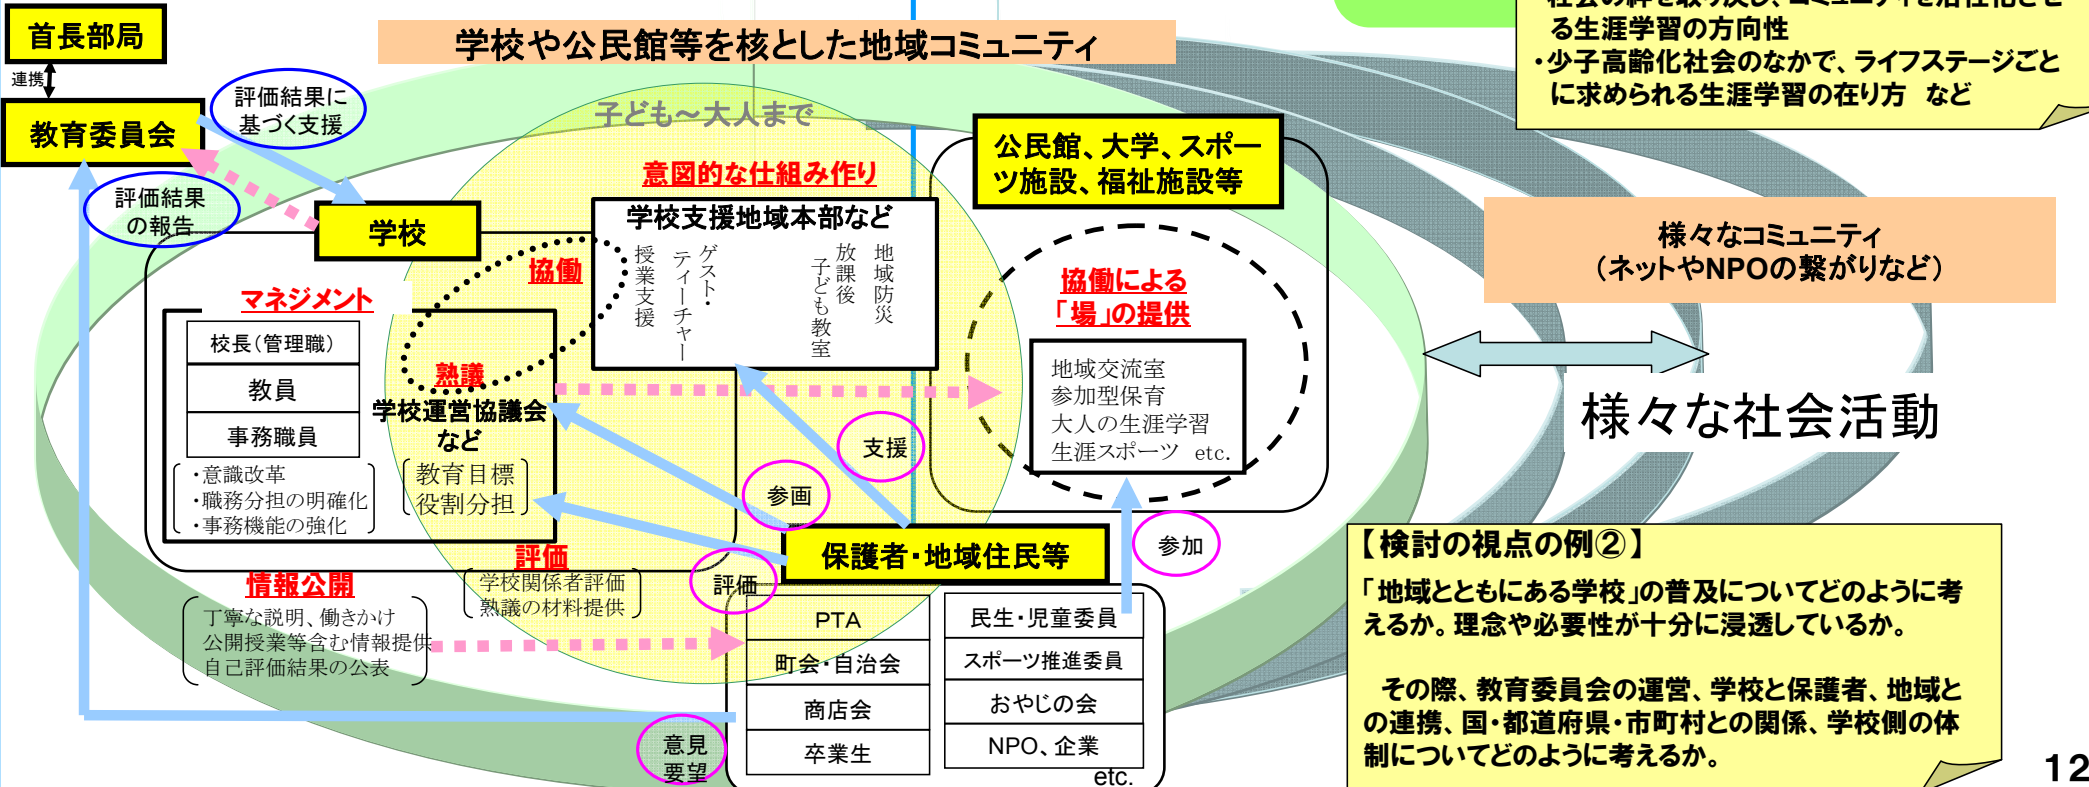 社会の絆を取り戻し、コミュニティを活性化させ
る生涯学習の方向性
・少子高齢化社会のなかで、ライフステージごと
に求められる生涯学習の在り方 など
首長部局
連携
教育委員会
評価結果に
基づく支援
評価結果
の報告
学校や公民館等を核とした地域コミュニティ
子ども～大人まで
意図的な仕組み作り
学校支援地域本部など
授業支援
ゲスト・
ティーチャー
放課後
子ども教室
地域防災
公民館、大学、スポー
ツ施設、福祉施設等
協働による
「場」の提供
地域交流室
参加型保育
大人の生涯学習
生涯スポーツ etc.
様々なコミュニティ
（ネットやNPOの繋がりなど）
様々な社会活動
学校
協働
マネジメント
校長（管理職）
教員
事務職員
・意識改革
・職務分担の明確化
・事務機能の強化
熟議
学校運営協議会
など
教育目標
役割分担
支援
参画
参加
評価
学校関係者評価
熟議の材料提供
情報公開
丁寧な説明、働きかけ
公開授業等含む情報提供
自己評価結果の公表
評価
意見
要望
保護者・地域住民等
PTA
町会・自治会
商店会
卒業生
民生・児童委員
スポーツ推進委員
おやじの会
NPO、企業
etc.
【検討の視点の例②】
「地域とともにある学校」の普及についてどのように考
えるか。理念や必要性が十分に浸透しているか。
その際、教育委員会の運営、学校と保護者、地域と
の連携、国・都道府県・市町村との関係、学校側の体
制についてどのように考えるか。
12